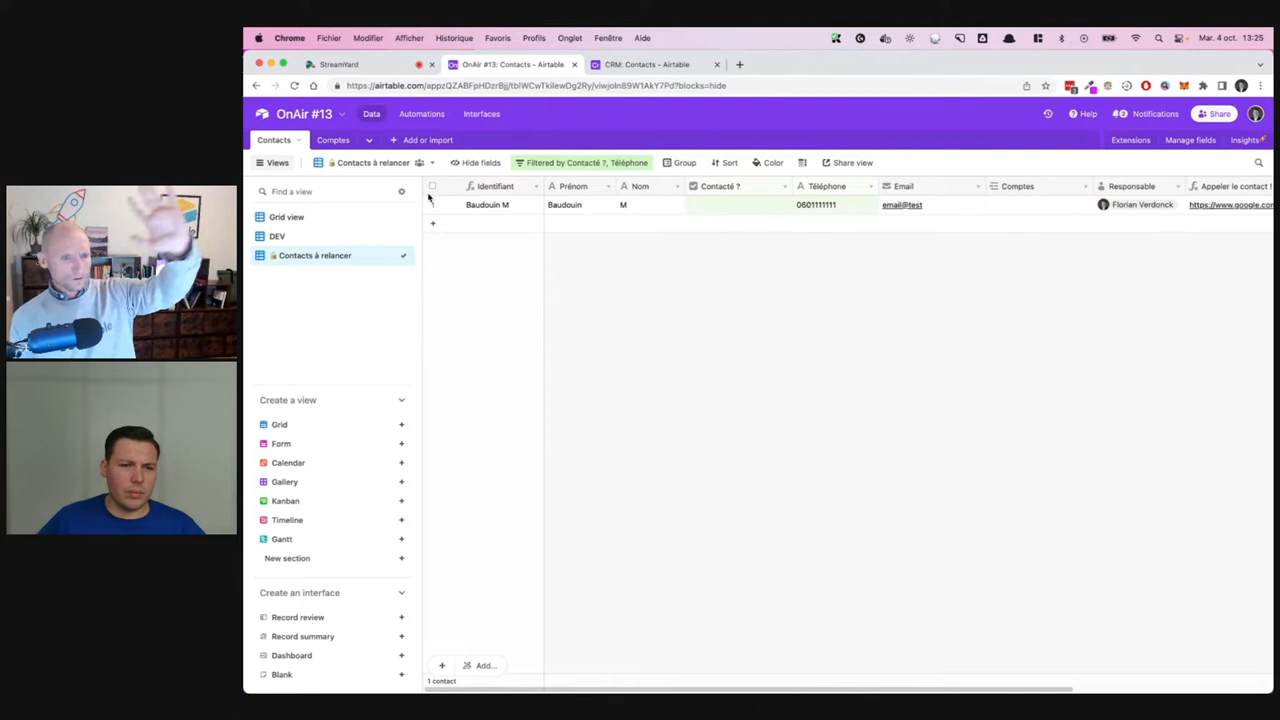 Chrome Fichier Modifier Afficher Historique Favoris Profils Onglet Fenêtre Aide Mar. 4 oct. 13:25
StreamYard OnAir #13: Contacts - Airtable CRM: Contacts - Airtable
https://airtable.com/appzQZABFpHDzrBjj/tblWCwTkilewDg2Ry/viwjoln89W1AkY7Pd?blocks=hide
OnAir #13 Data Automations Interfaces Help 2 Notifications Share
Contacts Comptes Add or import Extensions Manage fields Insights
Views Contacts à relancer Hide fields Filtered by Contacté ?, Téléphone Group Sort Color Share view
Find a view
Identifiant Prénom Nom Contacté ? Téléphone Email Comptes Responsable Appeler le contact !
1 Baudouin M Baudouin M 0601111111 email@test Florian Verdonck https://www.google.com
Grid view
DEV
Contacts à relancer
Create a view
Grid
Form
Calendar
Gallery
Kanban
Timeline
Gantt
New section
Create an interface
Record review
Record summary
Dashboard
Blank
Add...
1 contact